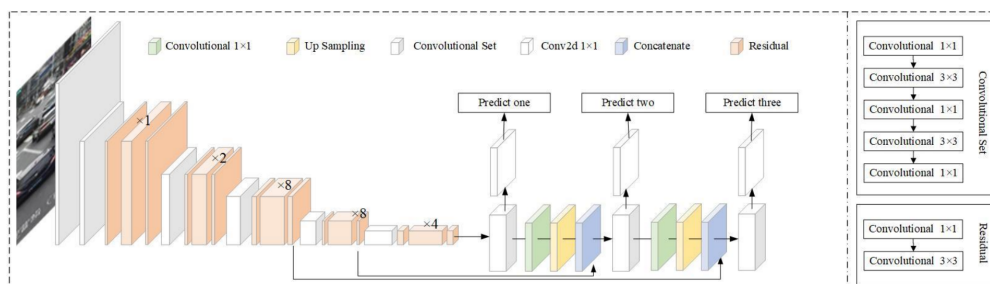 Convolutional 1×1
Up Sampling
Convolutional Set
Conv2d 1×1
Concatenate
Residual
×1
×2
×8
×8
×4
Predict one
Predict two
Predict three
Convolutional 1×1
Convolutional 3×3
Convolutional 1×1
Convolutional 3×3
Convolutional 1×1
Convolutional Set
Convolutional 1×1
Convolutional 3×3
Residual